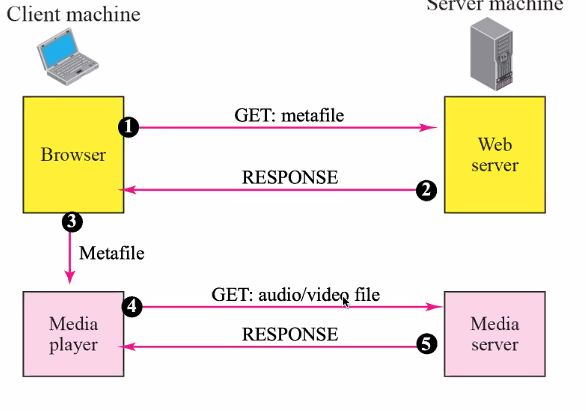 Client machine
Server machine
1
GET: metafile
Browser
Web
server
RESPONSE
2
3
Metafile
4
GET: audio/video file
Media
player
RESPONSE
5
Media
server